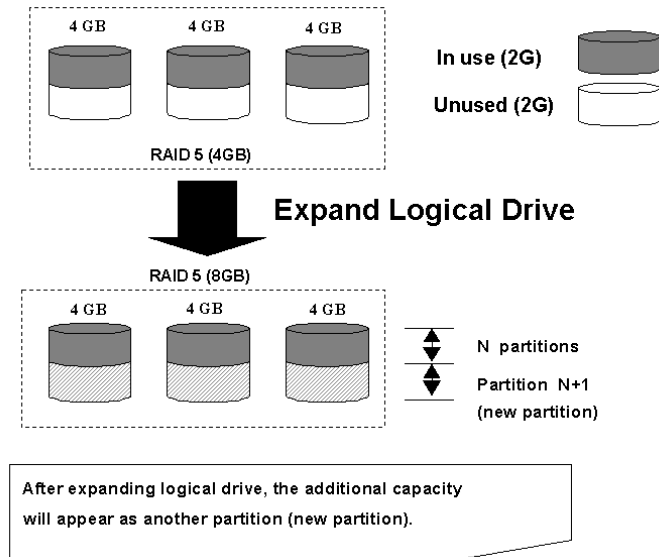 4 GB 4 GB 4 GB
In use (2G)
Unused (2G)
RAID 5 (4GB)
Expand Logical Drive
RAID 5 (8GB)
4 GB 4 GB 4 GB
N partitions
Partition N+1
(new partition)
After expanding logical drive, the additional capacity
will appear as another partition (new partition).